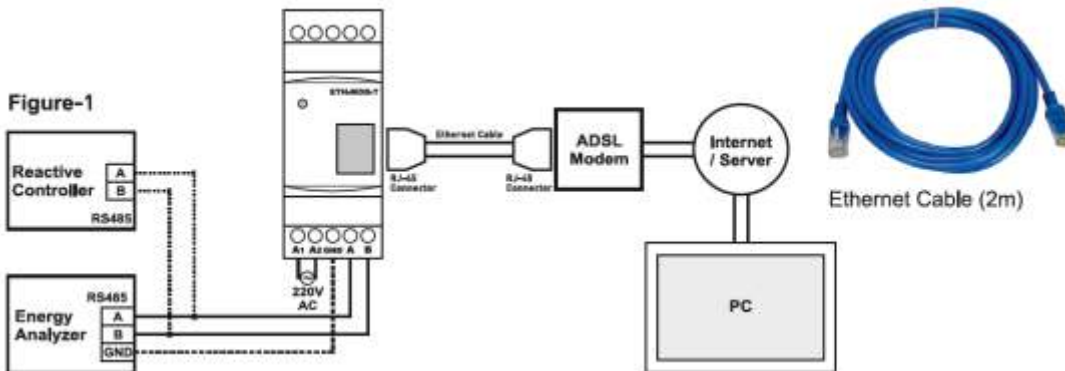 Figure-1
Reactive
Controller
A
B
RS485
RS485
Energy
Analyzer
A
B
GND
A1 A2 GND A B
220V
AC
RJ-45
Connector
Ethernet Cable
RJ-45
Connector
ADSL
Modem
Internet
/ Server
PC
Ethernet Cable (2m)